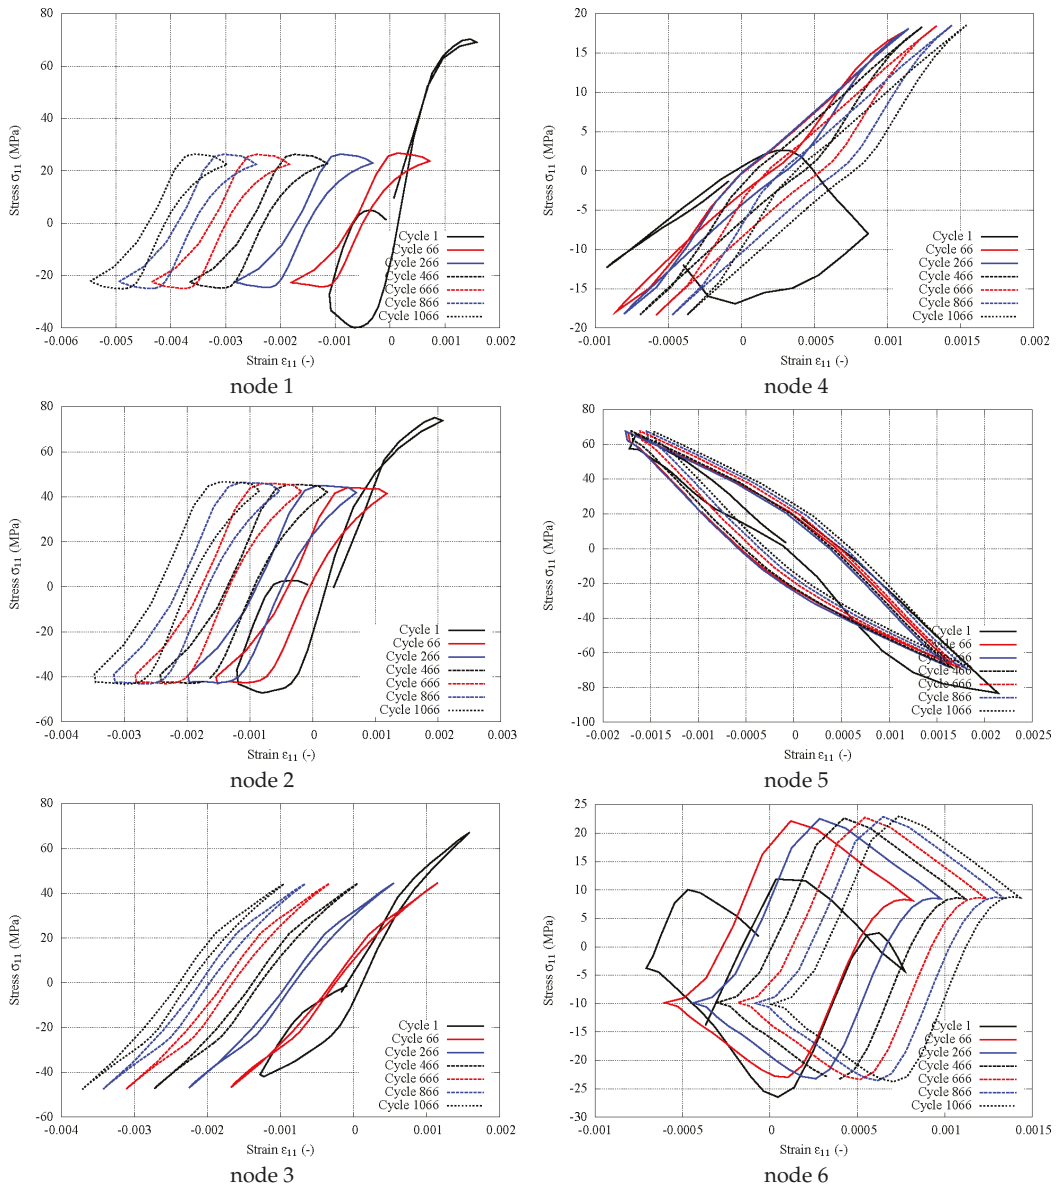 80
60
40
20
0
-20
-40
-0.006
-0.005
-0.004
-0.003
-0.002
-0.001
0
0.001
0.002
Stress σ11 (MPa)
Strain ε11 (-)
Cycle 1
Cycle 66
Cycle 266
Cycle 466
Cycle 666
Cycle 866
Cycle 1066
node 1
20
15
10
5
0
-5
-10
-15
-20
-0.001
-0.0005
0
0.0005
0.001
0.0015
0.002
Stress σ11 (MPa)
Strain ε11 (-)
Cycle 1
Cycle 66
Cycle 266
Cycle 466
Cycle 666
Cycle 866
Cycle 1066
node 4
80
60
40
20
0
-20
-40
-60
-0.004
-0.003
-0.002
-0.001
0
0.001
0.002
0.003
Stress σ11 (MPa)
Strain ε11 (-)
Cycle 1
Cycle 66
Cycle 266
Cycle 466
Cycle 666
Cycle 866
Cycle 1066
node 2
80
60
40
20
0
-20
-40
-60
-80
-100
-0.002
-0.0015
-0.001
-0.0005
0
0.0005
0.001
0.0015
0.002
0.0025
Stress σ11 (MPa)
Strain ε11 (-)
Cycle 1
Cycle 66
Cycle 266
Cycle 466
Cycle 666
Cycle 866
Cycle 1066
node 5
80
60
40
20
0
-20
-40
-60
-0.004
-0.003
-0.002
-0.001
0
0.001
0.002
Stress σ11 (MPa)
Strain ε11 (-)
Cycle 1
Cycle 66
Cycle 266
Cycle 466
Cycle 666
Cycle 866
Cycle 1066
node 3
25
20
15
10
5
0
-5
-10
-15
-20
-25
-30
-0.001
-0.0005
0
0.0005
0.001
0.0015
Stress σ11 (MPa)
Strain ε11 (-)
Cycle 1
Cycle 66
Cycle 266
Cycle 466
Cycle 666
Cycle 866
Cycle 1066
node 6